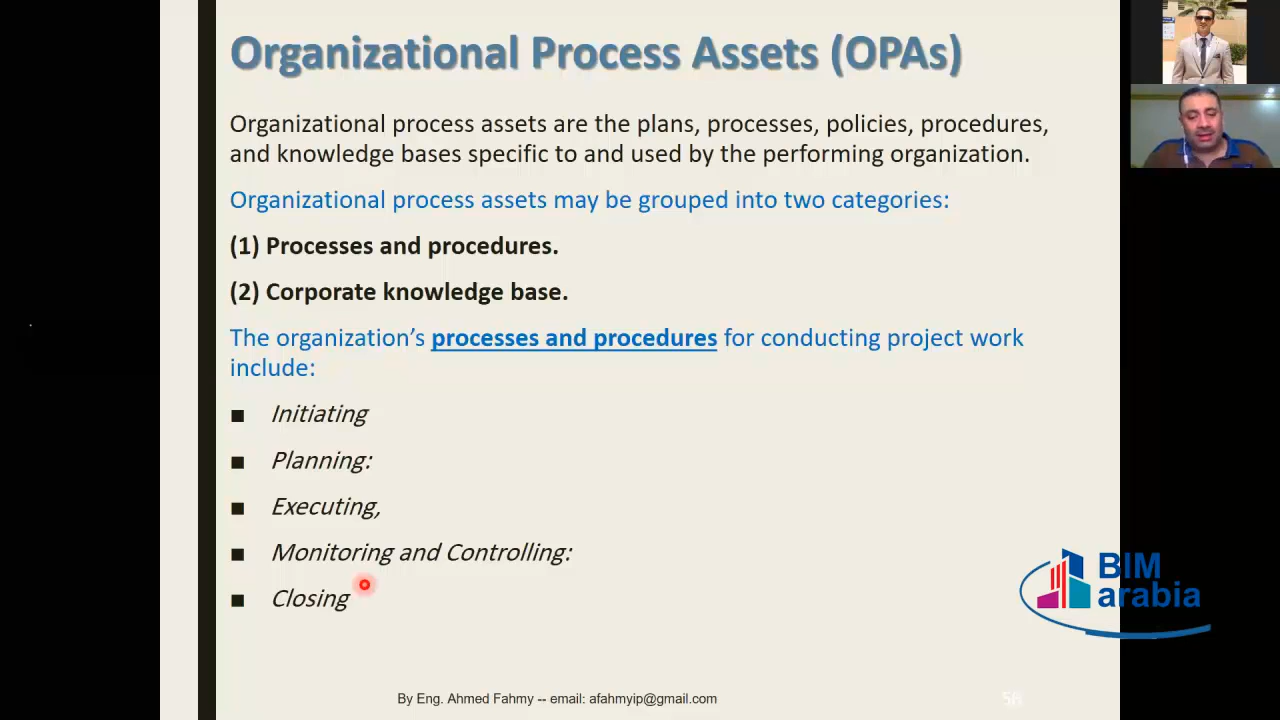 Organizational Process Assets (OPAs)
Organizational process assets are the plans, processes, policies, procedures,
and knowledge bases specific to and used by the performing organization.
Organizational process assets may be grouped into two categories:
(1) Processes and procedures.
(2) Corporate knowledge base.
The organization’s processes and procedures for conducting project work
include:
Initiating
Planning:
Executing,
Monitoring and Controlling:
Closing
BIM
arabia
By Eng. Ahmed Fahmy -- email: afahmyip@gmail.com
56